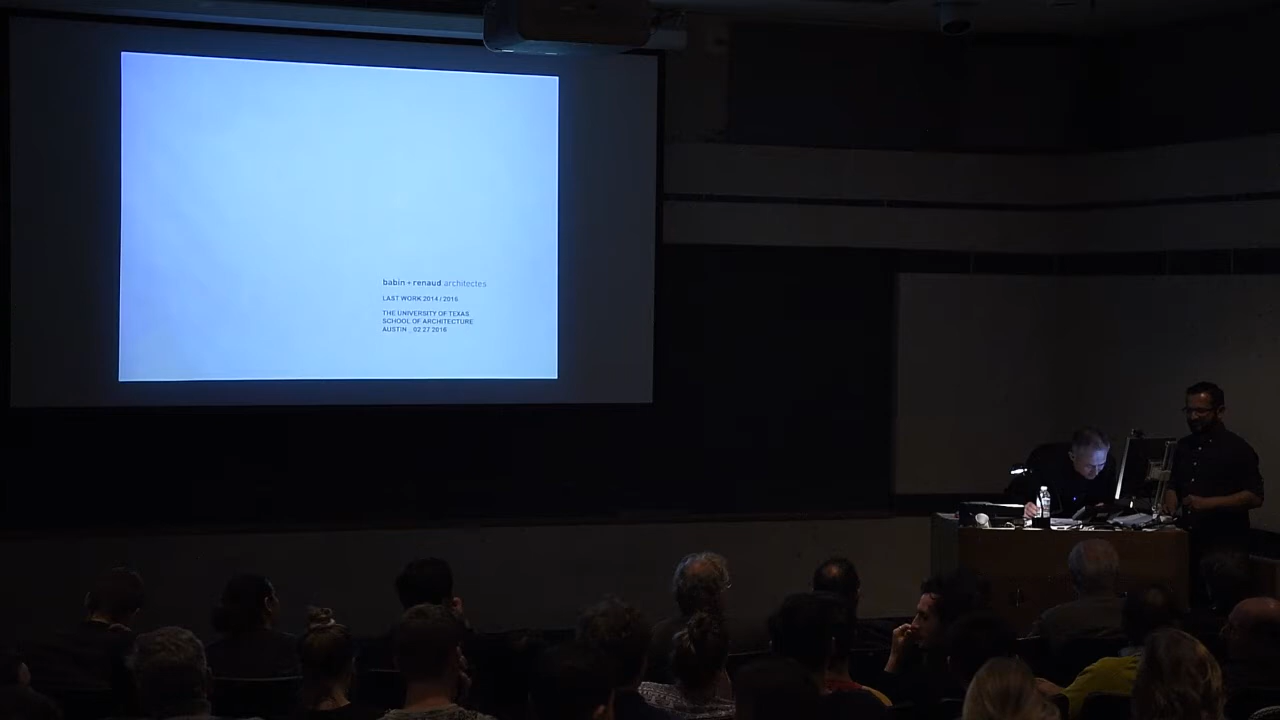 babin + renaud architectes
LAST WORK 2014 / 2016
THE UNIVERSITY OF TEXAS
SCHOOL OF ARCHITECTURE
AUSTIN _ 02 27 2016